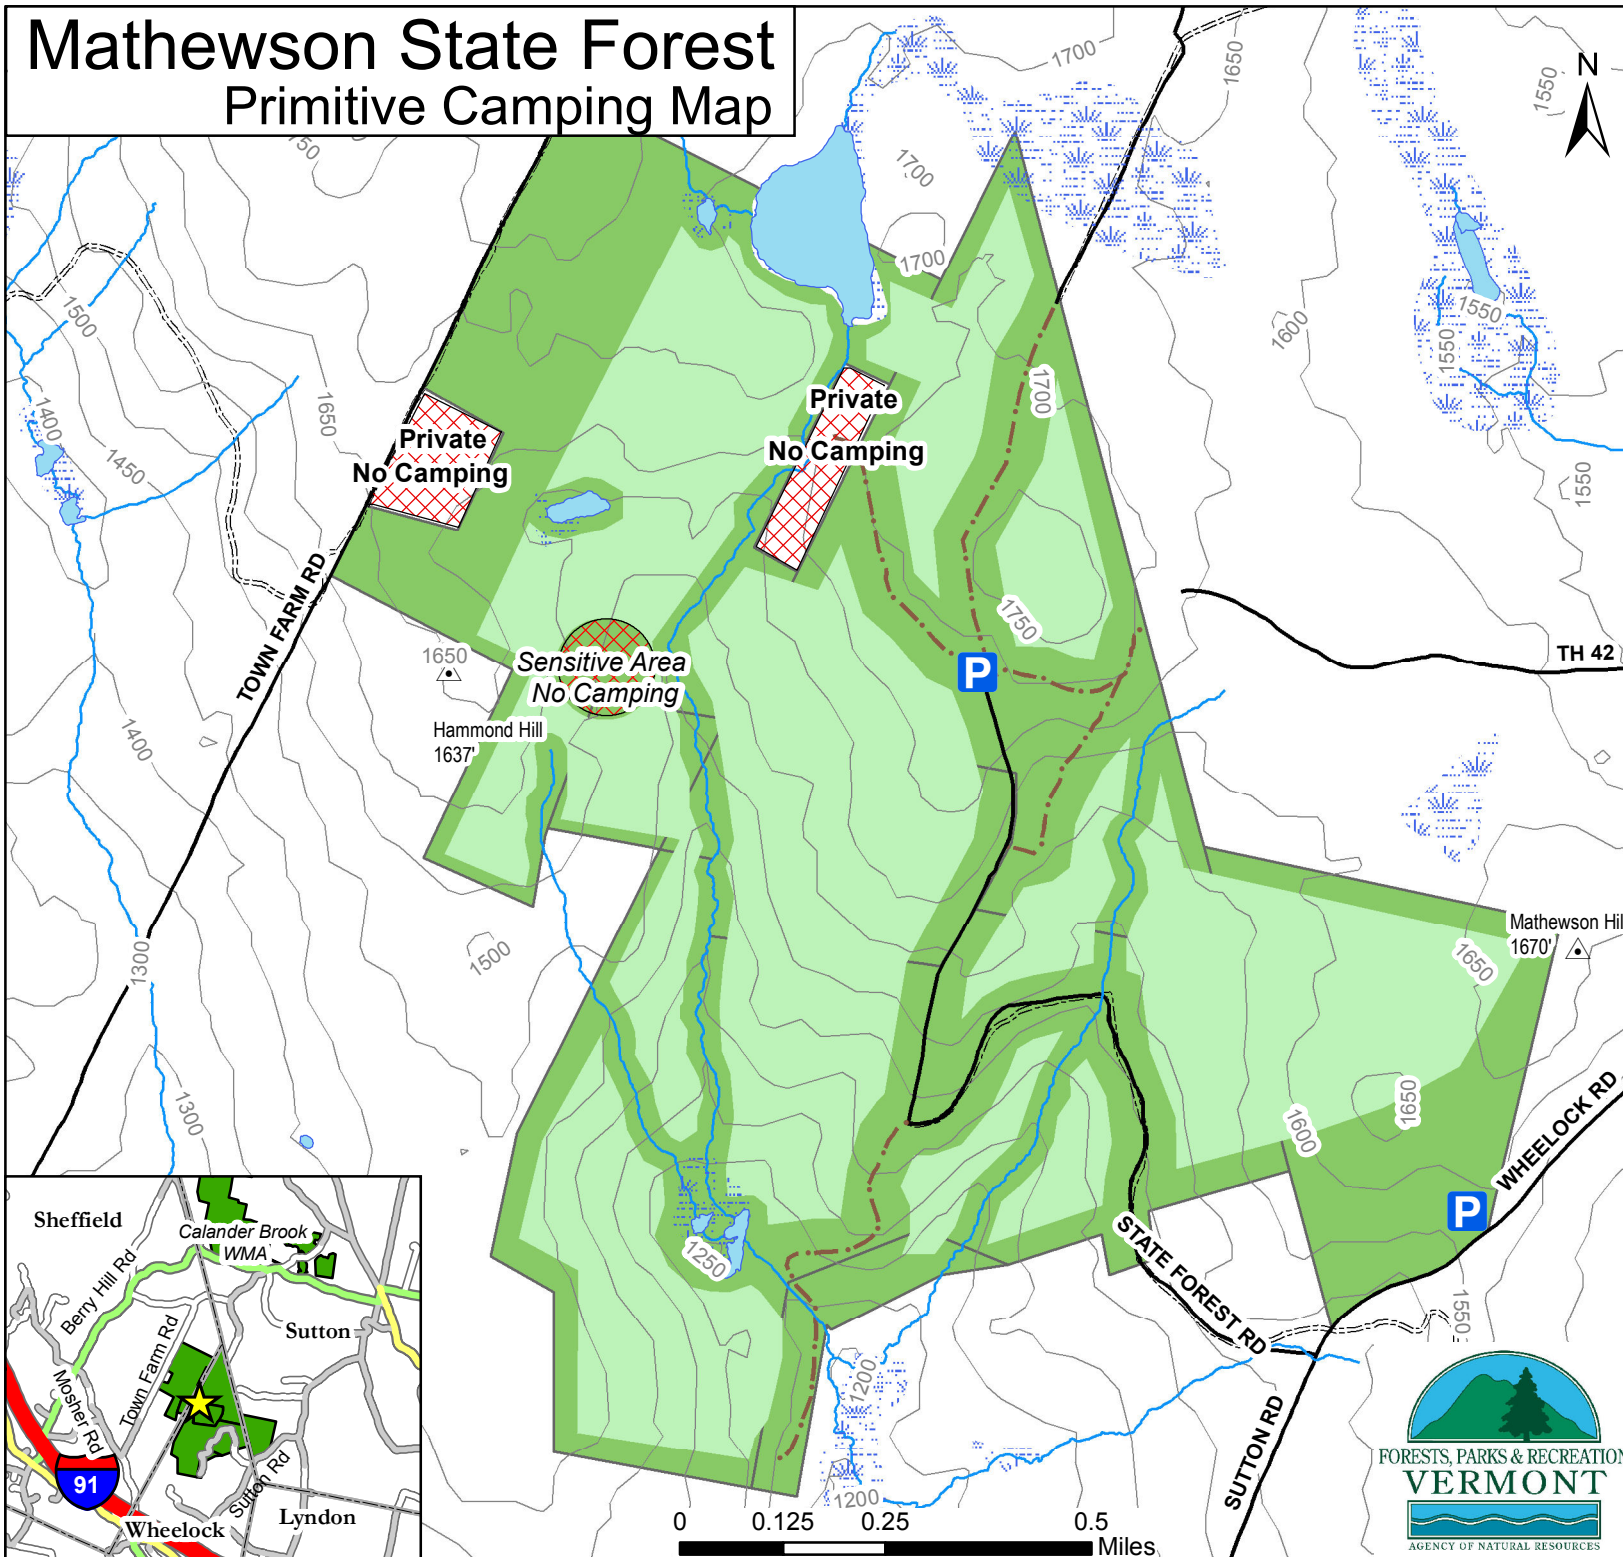 Mathewson State Forest
Primitive Camping Map
N
1700
1650
1550
1700
1700
1550
1550
1600
1500
1650
1400
1450
1700
1550
Private
No Camping
Private
No Camping
TOWN FARM RD
1750
Sensitive Area
No Camping
1650
Hammond Hill
1637'
P
TH 42
1400
1500
1300
Mathewson Hil
1670'
1650
1300
1650
1600
WHEELOCK RD
P
STATE FOREST RD
1250
1550
1200
1200
SUTTON RD
Sheffield
Calander Brook
WMA
Berry Hill Rd
Town Farm Rd
Sutton
Mosher Rd
Sutton Rd
91
Wheelock
Lyndon
0 0.125 0.25 0.5
Miles
FORESTS, PARKS & RECREATION
VERMONT
AGENCY OF NATURAL RESOURCES